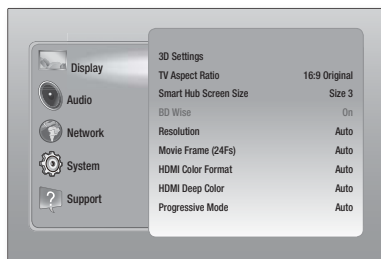 Display
Audio
Network
System
Support
3D Settings
TV Aspect Ratio 16:9 Original
Smart Hub Screen Size Size 3
BD Wise On
Resolution Auto
Movie Frame (24Fs) Auto
HDMI Color Format Auto
HDMI Deep Color Auto
Progressive Mode Auto